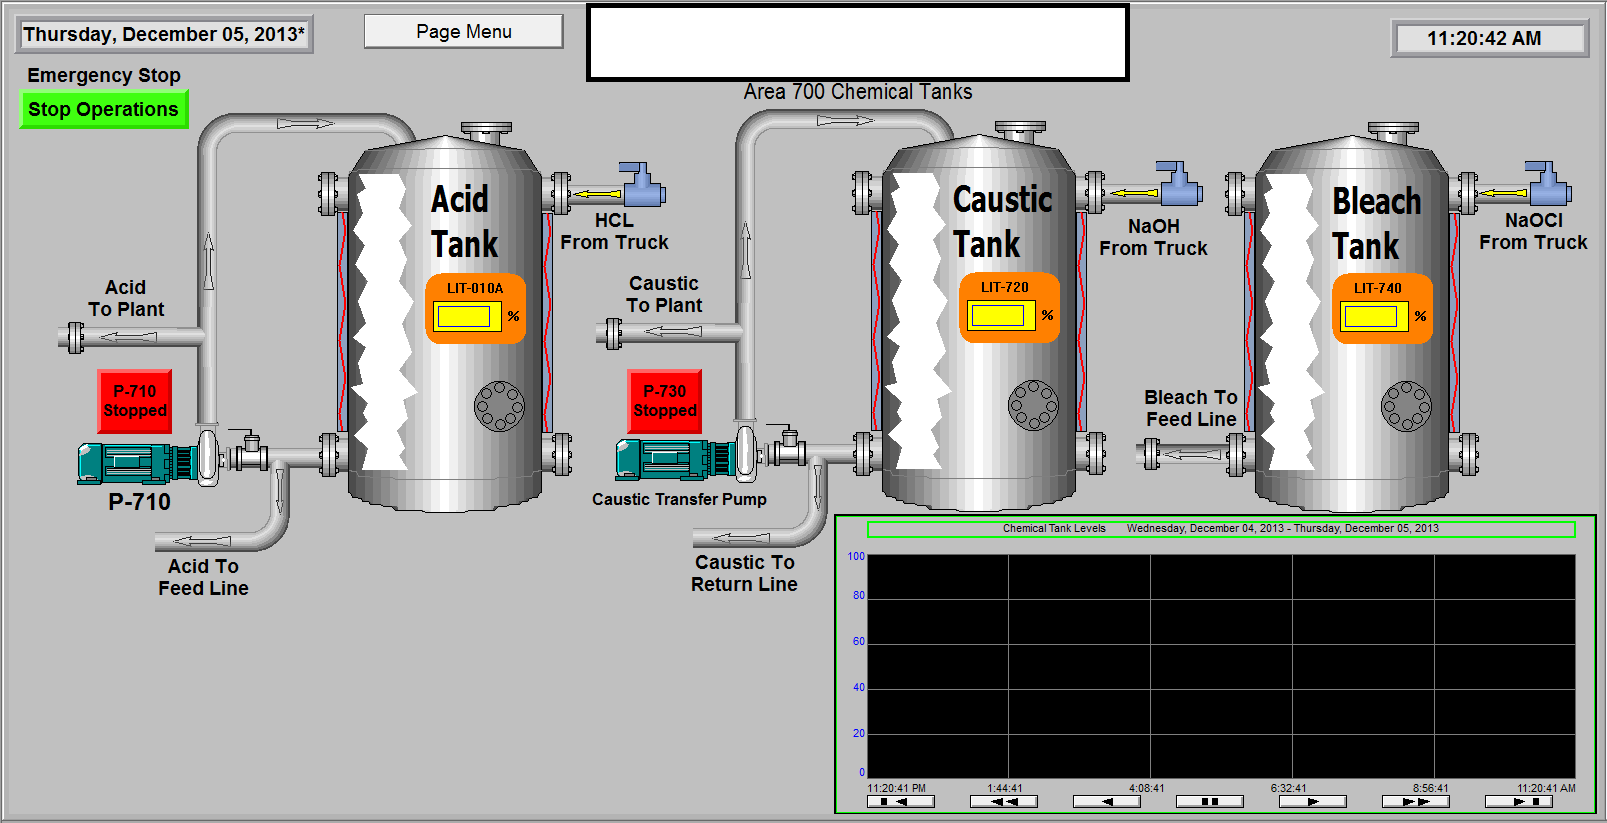 Thursday, December 05, 2013*
Page Menu
11:20:42 AM
Emergency Stop
Stop Operations
Area 700 Chemical Tanks
Acid
Tank
HCL
From Truck
LIT-010A
%
Acid
To Plant
P-710
Stopped
P-710
Acid To
Feed Line
Caustic
Tank
NaOH
From Truck
LIT-720
%
Caustic
To Plant
P-730
Stopped
Caustic Transfer Pump
Caustic To
Return Line
Bleach
Tank
NaOCl
From Truck
LIT-740
%
Bleach To
Feed Line
Chemical Tank Levels Wednesday, December 04, 2013 - Thursday, December 05, 2013
100
80
60
40
20
0
11:20:41 PM 1:44:41 4:08:41 6:32:41 8:56:41 11:20:41 AM